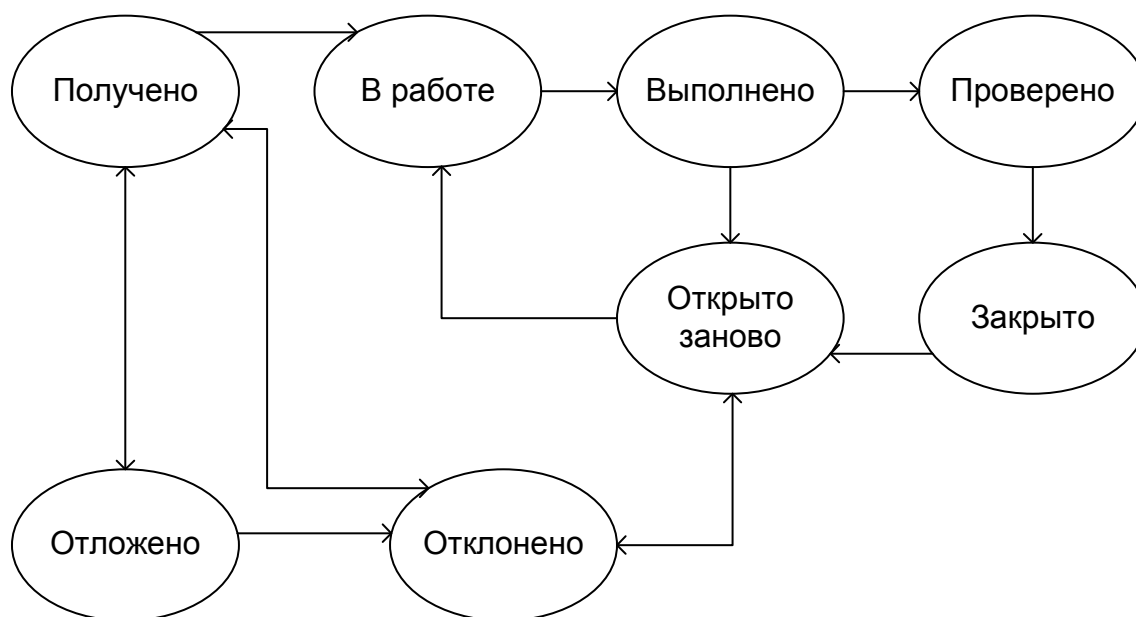 Получено
В работе
Выполнено
Проверено
Открыто
заново
Закрыто
Отложено
Отклонено